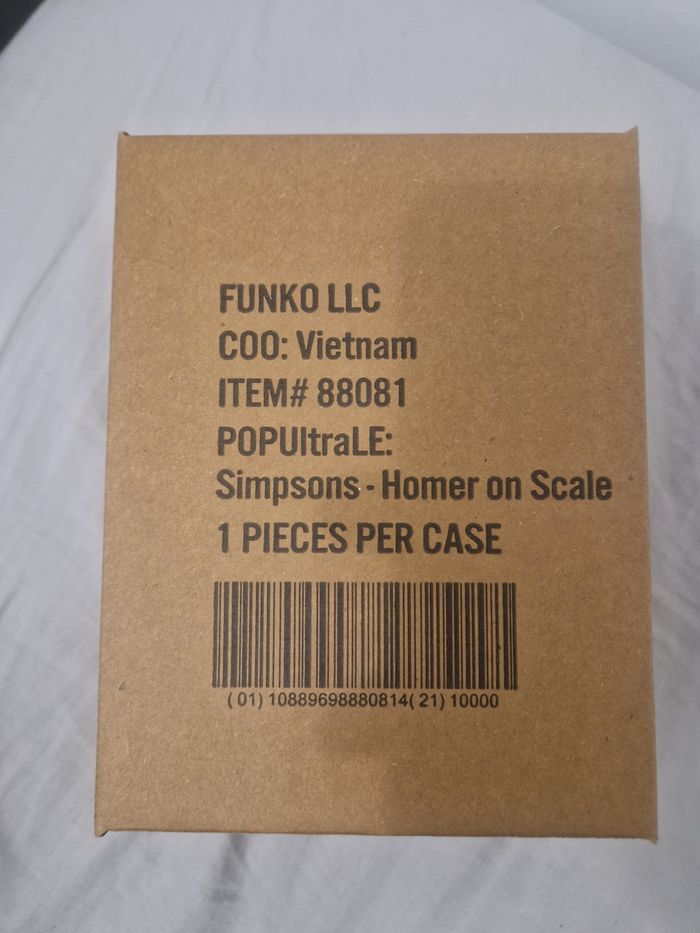 FUNKO LLC
COO: Vietnam
ITEM# 88081
POPUltraLE:
Simpsons - Homer on Scale
1 PIECES PER CASE
( 01) 10889698880814( 21) 10000